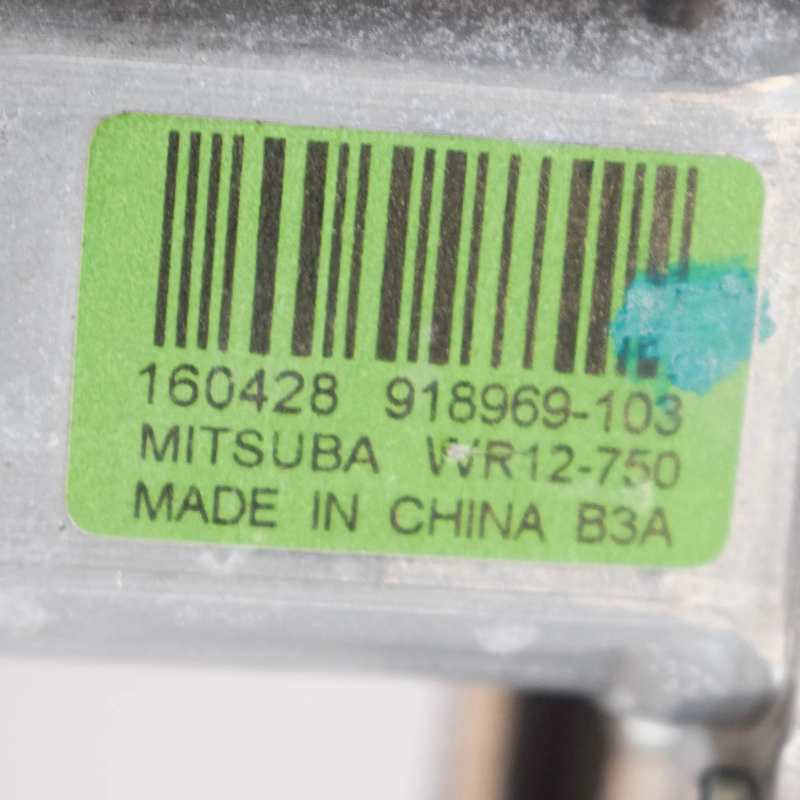 160428 918969-103
MITSUBA WR12-750
MADE IN CHINA B3A